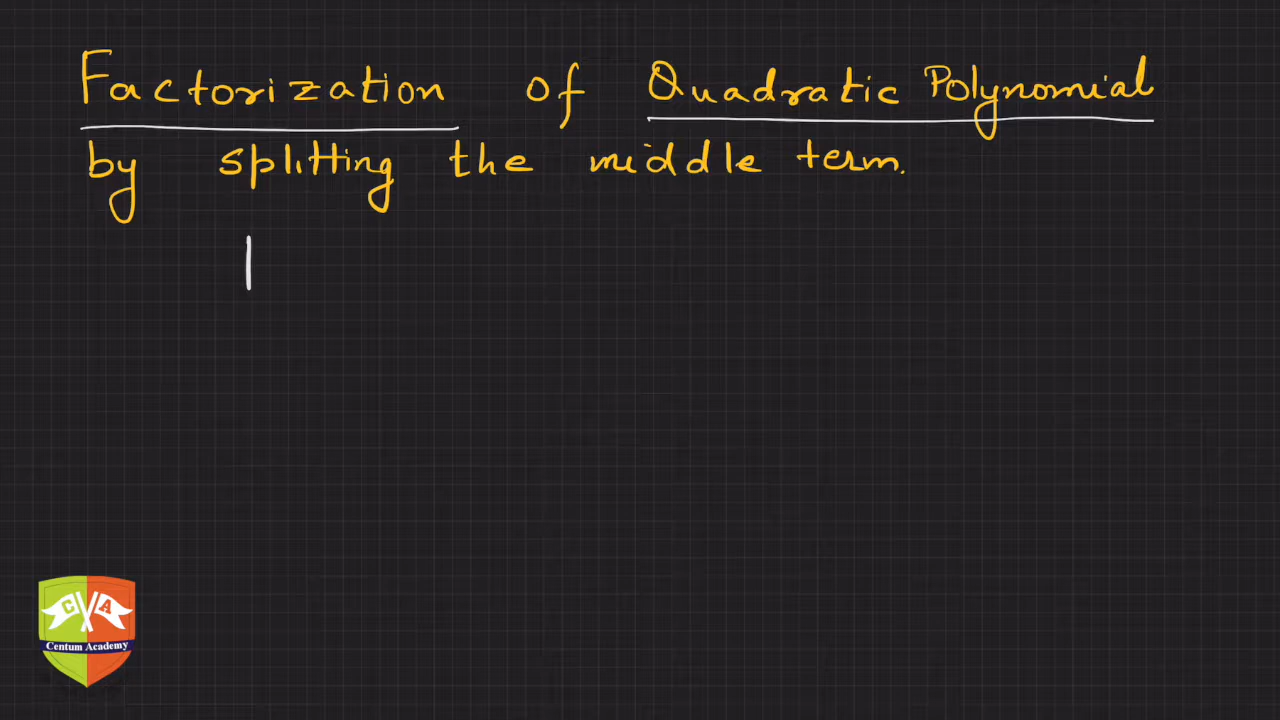 Factorization of Quadratic Polynomial
by splitting the middle term.
C A
Centum Academy